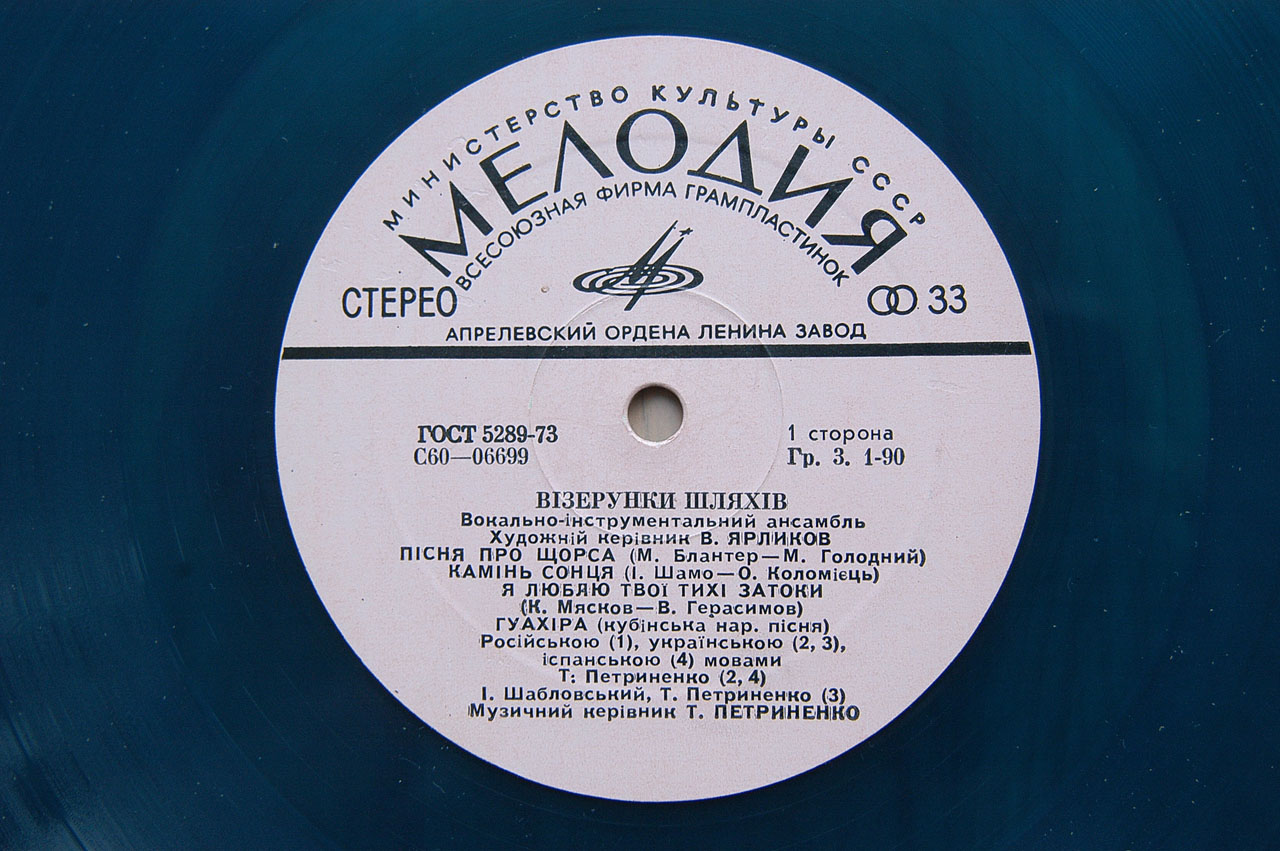 МИНИСТЕРСТВО КУЛЬТУРЫ СССР
МЕЛОДИЯ
ВСЕСОЮЗНАЯ ФИРМА ГРАМПЛАСТИНОК
СТЕРЕО
33
АПРЕЛЕВСКИЙ ОРДЕНА ЛЕНИНА ЗАВОД
ГОСТ 5289-73
С60—06699
1 сторона
Гр. 3. 1-90
ВІЗЕРУНКИ ШЛЯХІВ
Вокально-інструментальний ансамбль
Художній керівник В. ЯРЛИКОВ
ПІСНЯ ПРО ЩОРСА (М. Блантер—М. Голодний)
КАМІНЬ СОНЦЯ (І. Шамо—О. Коломієць)
Я ЛЮБЛЮ ТВОЇ ТИХІ ЗАТОКИ
(К. Мясков—В. Герасимов)
ГУАХІРА (кубінська нар. пісня)
Російською (1), українською (2, 3),
іспанською (4) мовами
Т: Петриненко (2, 4)
І. Шабловський, Т. Петриненко (3)
Музичний керівник Т. ПЕТРИНЕНКО